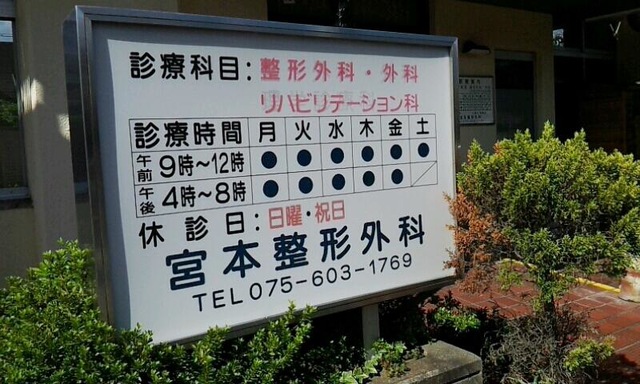 診療科目：整形外科・外科
リハビリテーション科
診療時間 月 火 水 木 金 土
午前 9時～12時 ● ● ● ● ● ●
午後 4時～8時 ● ● ● ● ● ／
休診日：日曜・祝日
宮本整形外科
TEL 075-603-1769